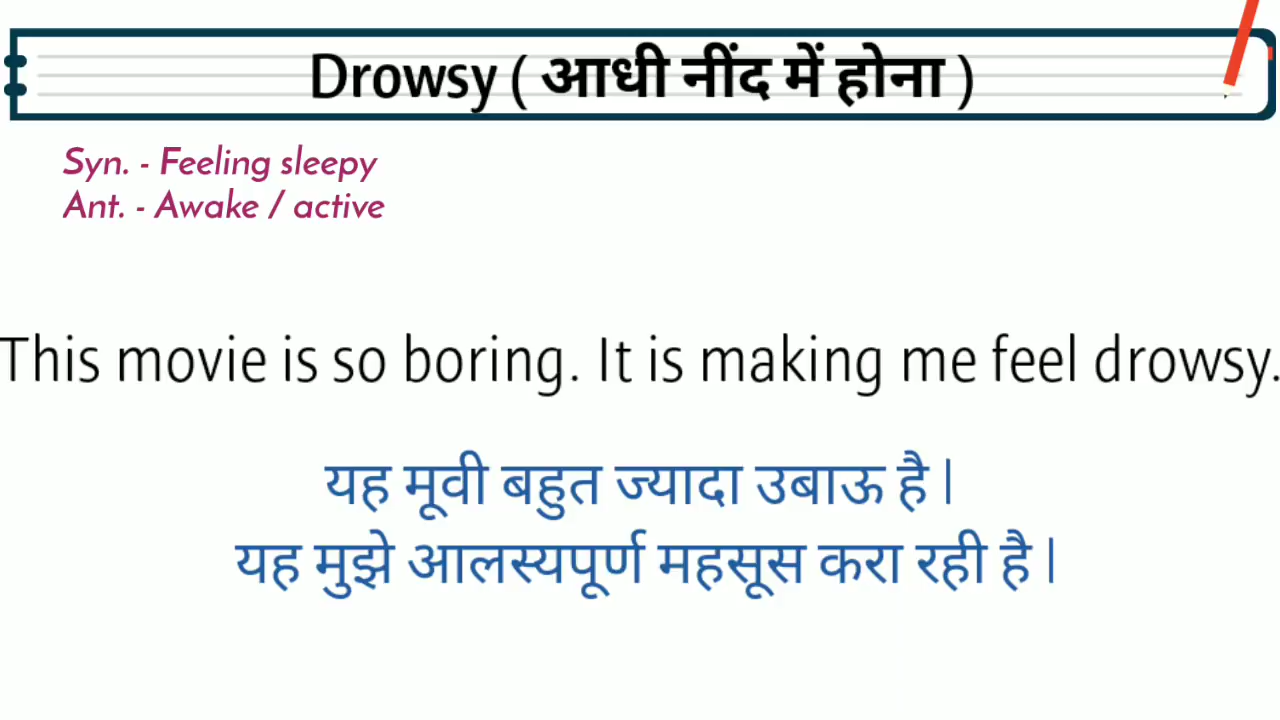 Drowsy ( आधी नींद में होना )
Syn. - Feeling sleepy
Ant. - Awake / active
This movie is so boring. It is making me feel drowsy.
यह मूवी बहुत ज्यादा उबाऊ है |
यह मुझे आलस्यपूर्ण महसूस करा रही है |